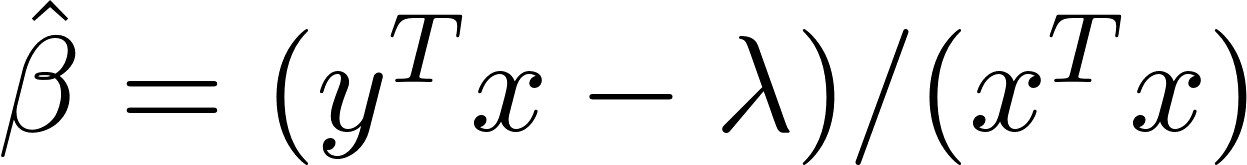 β̂ = (yᵀx − λ)/(xᵀx)